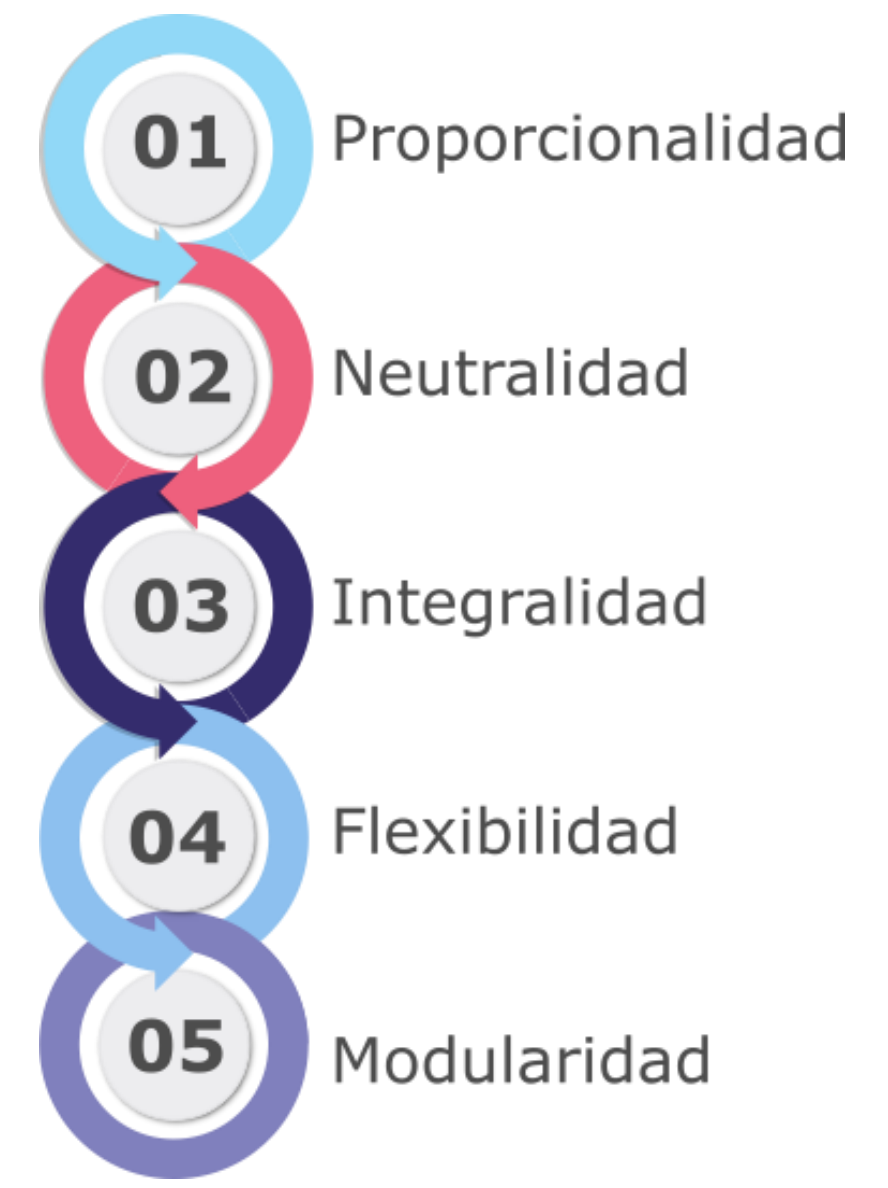 01 Proporcionalidad
02 Neutralidad
03 Integralidad
04 Flexibilidad
05 Modularidad